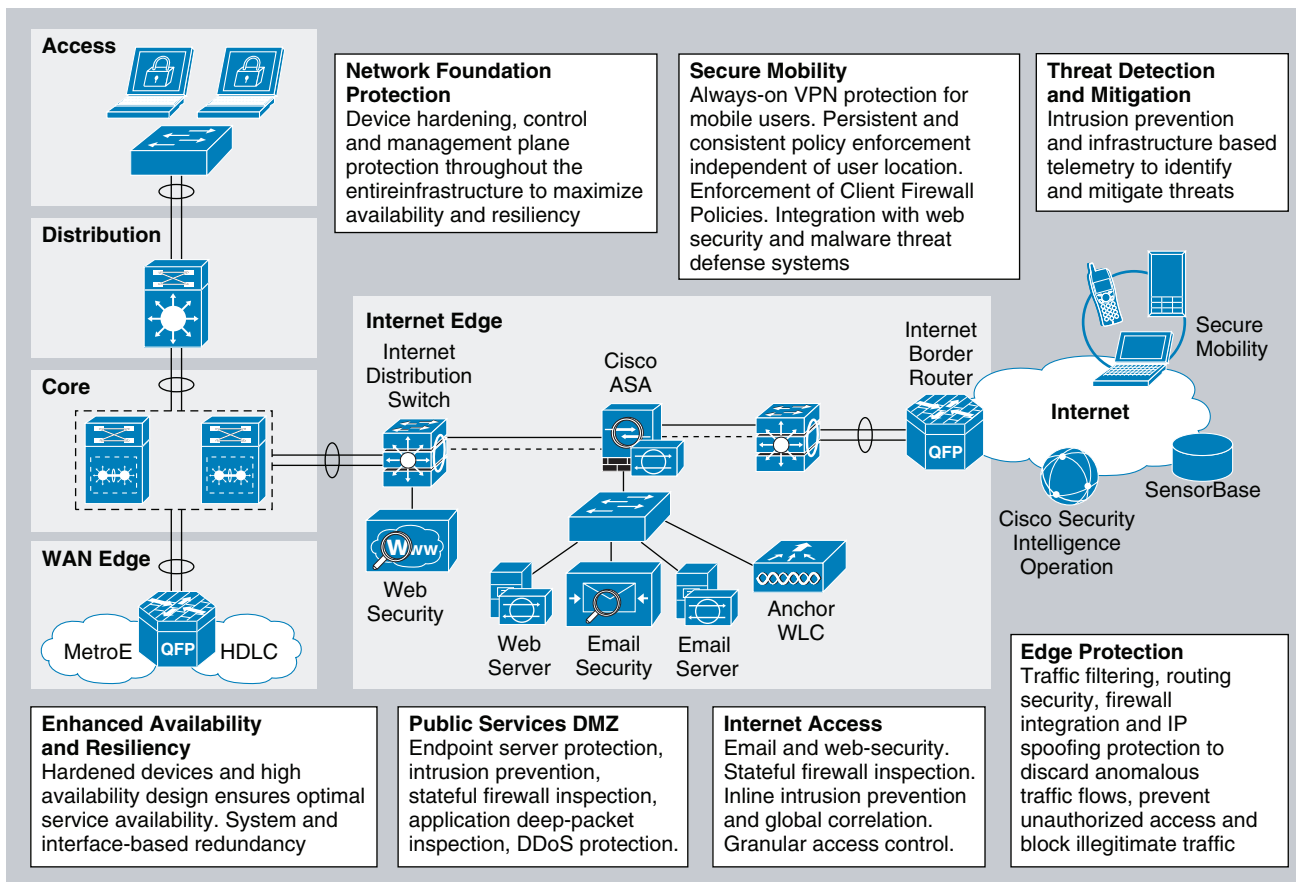 Access
Network Foundation
Protection
Device hardening, control
and management plane
protection throughout the
entireinfrastructure to maximize
availability and resiliency
Secure Mobility
Always-on VPN protection for
mobile users. Persistent and
consistent policy enforcement
independent of user location.
Enforcement of Client Firewall
Policies. Integration with web
security and malware threat
defense systems
Threat Detection
and Mitigation
Intrusion prevention
and infrastructure based
telemetry to identify
and mitigate threats
Distribution
Core
WAN Edge
MetroE
QFP
HDLC
Internet Edge
Internet
Distribution
Switch
Cisco
ASA
Internet
Border
Router
QFP
Www
Web
Security
Web
Server
Email
Security
Email
Server
Anchor
WLC
Secure
Mobility
Internet
SensorBase
Cisco Security
Intelligence
Operation
Enhanced Availability
and Resiliency
Hardened devices and high
availability design ensures optimal
service availability. System and
interface-based redundancy
Public Services DMZ
Endpoint server protection,
intrusion prevention,
stateful firewall inspection,
application deep-packet
inspection, DDoS protection.
Internet Access
Email and web-security.
Stateful firewall inspection.
Inline intrusion prevention
and global correlation.
Granular access control.
Edge Protection
Traffic filtering, routing
security, firewall
integration and IP
spoofing protection to
discard anomalous
traffic flows, prevent
unauthorized access and
block illegitimate traffic